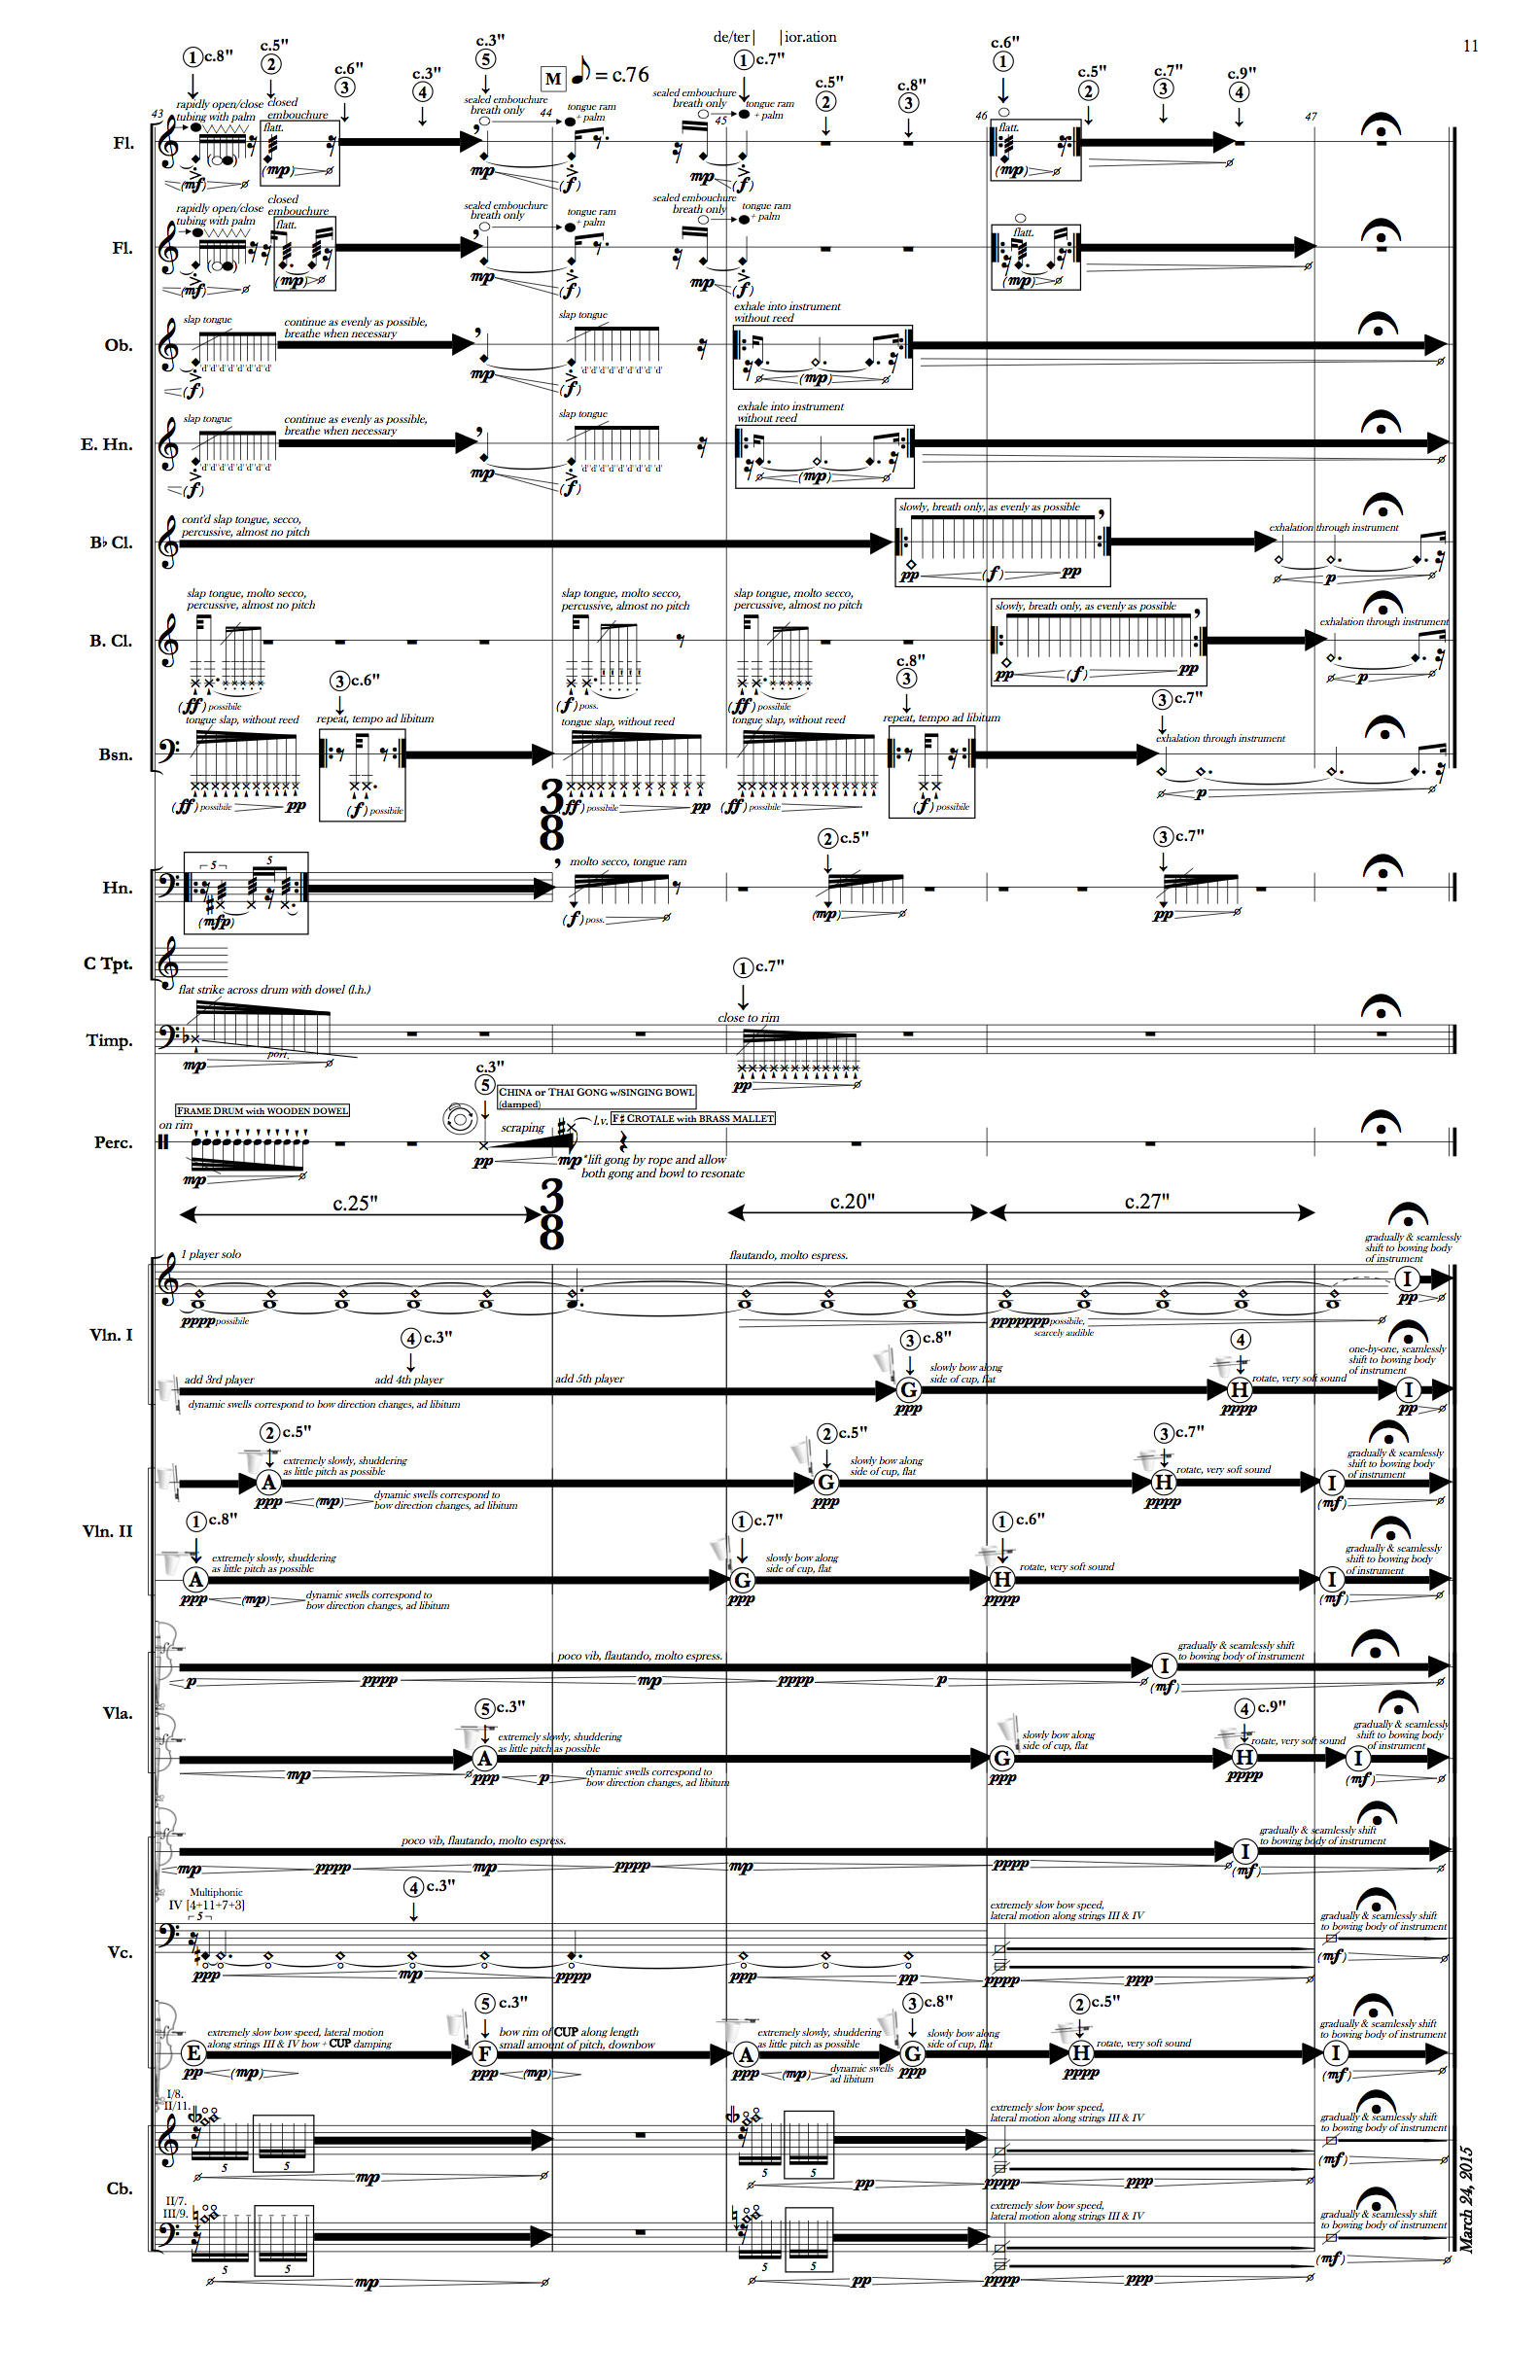 de/ter| |ior.ation
11
1 c.8"
c.5" 2
c.6" 3
c.3" 4
c.3" 5
M = c.76
1 c.7"
c.5" 2
c.8" 3
c.6" 1
c.5" 2
c.7" 3
c.9" 4
43
44
45
46
47
Fl.
rapidly open/close
tubing with palm
closed
embouchure
flatt.
sealed embouchure
breath only
tongue ram
+ palm
sealed embouchure
breath only
tongue ram
+ palm
flatt.
(mf)
(mp)
mp
(f)
mp
(f)
(mp)
Fl.
rapidly open/close
tubing with palm
closed
embouchure
flatt.
sealed embouchure
breath only
tongue ram
+ palm
sealed embouchure
breath only
tongue ram
+ palm
flatt.
(mf)
(mp)
mp
(f)
mp
(f)
(mp)
Ob.
slap tongue
continue as evenly as possible,
breathe when necessary
slap tongue
exhale into instrument
without reed
(f)
mp
(f)
(mp)
E. Hn.
slap tongue
continue as evenly as possible,
breathe when necessary
slap tongue
exhale into instrument
without reed
(f)
mp
(f)
(mp)
B♭ Cl.
cont'd slap tongue, secco,
percussive, almost no pitch
slowly, breath only, as evenly as possible
exhalation through instrument
pp
(f)
pp
p
B. Cl.
slap tongue, molto secco,
percussive, almost no pitch
slap tongue, molto secco,
percussive, almost no pitch
slap tongue, molto secco,
percussive, almost no pitch
slowly, breath only, as evenly as possible
exhalation through instrument
(ff) possibile
(f) poss.
(ff) possibile
pp
(f)
pp
p
3 c.6"
c.8" 3
3 c.7"
Bsn.
tongue slap, without reed
repeat, tempo ad libitum
tongue slap, without reed
tongue slap, without reed
repeat, tempo ad libitum
exhalation through instrument
(ff) possibile
pp
(f) possibile
(ff) possibile
pp
(ff) possibile
(f) possibile
p
3
8
Hn.
5
5
(mfp)
molto secco, tongue ram
(f) poss.
2 c.5"
(mp)
3 c.7"
pp
C Tpt.
Timp.
flat strike across drum with dowel (l.h.)
port.
mp
1 c.7"
close to rim
pp
Perc.
FRAME DRUM with WOODEN DOWEL
on rim
mp
c.3" 5
CHINA or THAI GONG w/SINGING BOWL
(damped)
scraping
l.v.
F♯ CROTALE with BRASS MALLET
pp
mp
*lift gong by rope and allow
both gong and bowl to resonate
c.25"
3
8
c.20"
c.27"
Vln. I
1 player solo
flautando, molto espress.
gradually & seamlessly
shift to bowing body
of instrument
I
pppp possibile
ppppppp possibile,
scarcely audible
pp
add 3rd player
add 4th player
add 5th player
4 c.3"
3 c.8"
4
dynamic swells correspond to bow direction changes, ad libitum
G
slowly bow along
side of cup, flat
ppp
H
rotate, very soft sound
pppp
one-by-one, seamlessly
shift to bowing body
of instrument
I
pp
Vln. II
2 c.5"
A
extremely slowly, shuddering
as little pitch as possible
ppp
(mp)
dynamic swells correspond to
bow direction changes, ad libitum
2 c.5"
G
slowly bow along
side of cup, flat
ppp
3 c.7"
H
rotate, very soft sound
pppp
gradually & seamlessly
shift to bowing body
of instrument
I
(mf)
1 c.8"
A
extremely slowly, shuddering
as little pitch as possible
ppp
(mp)
dynamic swells correspond to
bow direction changes, ad libitum
1 c.7"
G
slowly bow along
side of cup, flat
ppp
1 c.6"
H
rotate, very soft sound
pppp
gradually & seamlessly
shift to bowing body
of instrument
I
(mf)
Vla.
poco vib, flautando, molto espress.
p
pppp
mp
pppp
p
I
gradually & seamlessly shift
to bowing body of instrument
(mf)
mp
5 c.3"
A
extremely slowly, shuddering
as little pitch as possible
ppp
p
dynamic swells correspond to
bow direction changes, ad libitum
G
slowly bow along
side of cup, flat
ppp
4 c.9"
H
rotate, very soft sound
pppp
gradually & seamlessly
shift to bowing body
of instrument
I
(mf)
Vc.
poco vib, flautando, molto espress.
mp
pppp
mp
pppp
mp
pppp
I
gradually & seamlessly shift
to bowing body of instrument
(mf)
Multiphonic
IV [4+11+7+3]
5
4 c.3"
ppp
mp
pppp
ppp
pp
extremely slow bow speed,
lateral motion along strings III & IV
pppp
ppp
gradually & seamlessly shift
to bowing body of instrument
(mf)
E
extremely slow bow speed, lateral motion
along strings III & IV bow + CUP damping
pp
(mp)
5 c.3"
F
bow rim of CUP along length
small amount of pitch, downbow
ppp
(mp)
A
extremely slowly, shuddering
as little pitch as possible
ppp
(mp)
dynamic swells
ad libitum
3 c.8"
G
slowly bow along
side of cup, flat
ppp
2 c.5"
H
rotate, very soft sound
pppp
gradually & seamlessly shift
to bowing body of instrument
I
(mf)
Cb.
I/8.
II/11.
5
5
mp
5
5
pp
extremely slow bow speed,
lateral motion along strings III & IV
pppp
ppp
gradually & seamlessly shift
to bowing body of instrument
(mf)
II/7.
III/9.
5
5
mp
5
5
pp
extremely slow bow speed,
lateral motion along strings III & IV
pppp
ppp
gradually & seamlessly shift
to bowing body of instrument
(mf)
March 24, 2015